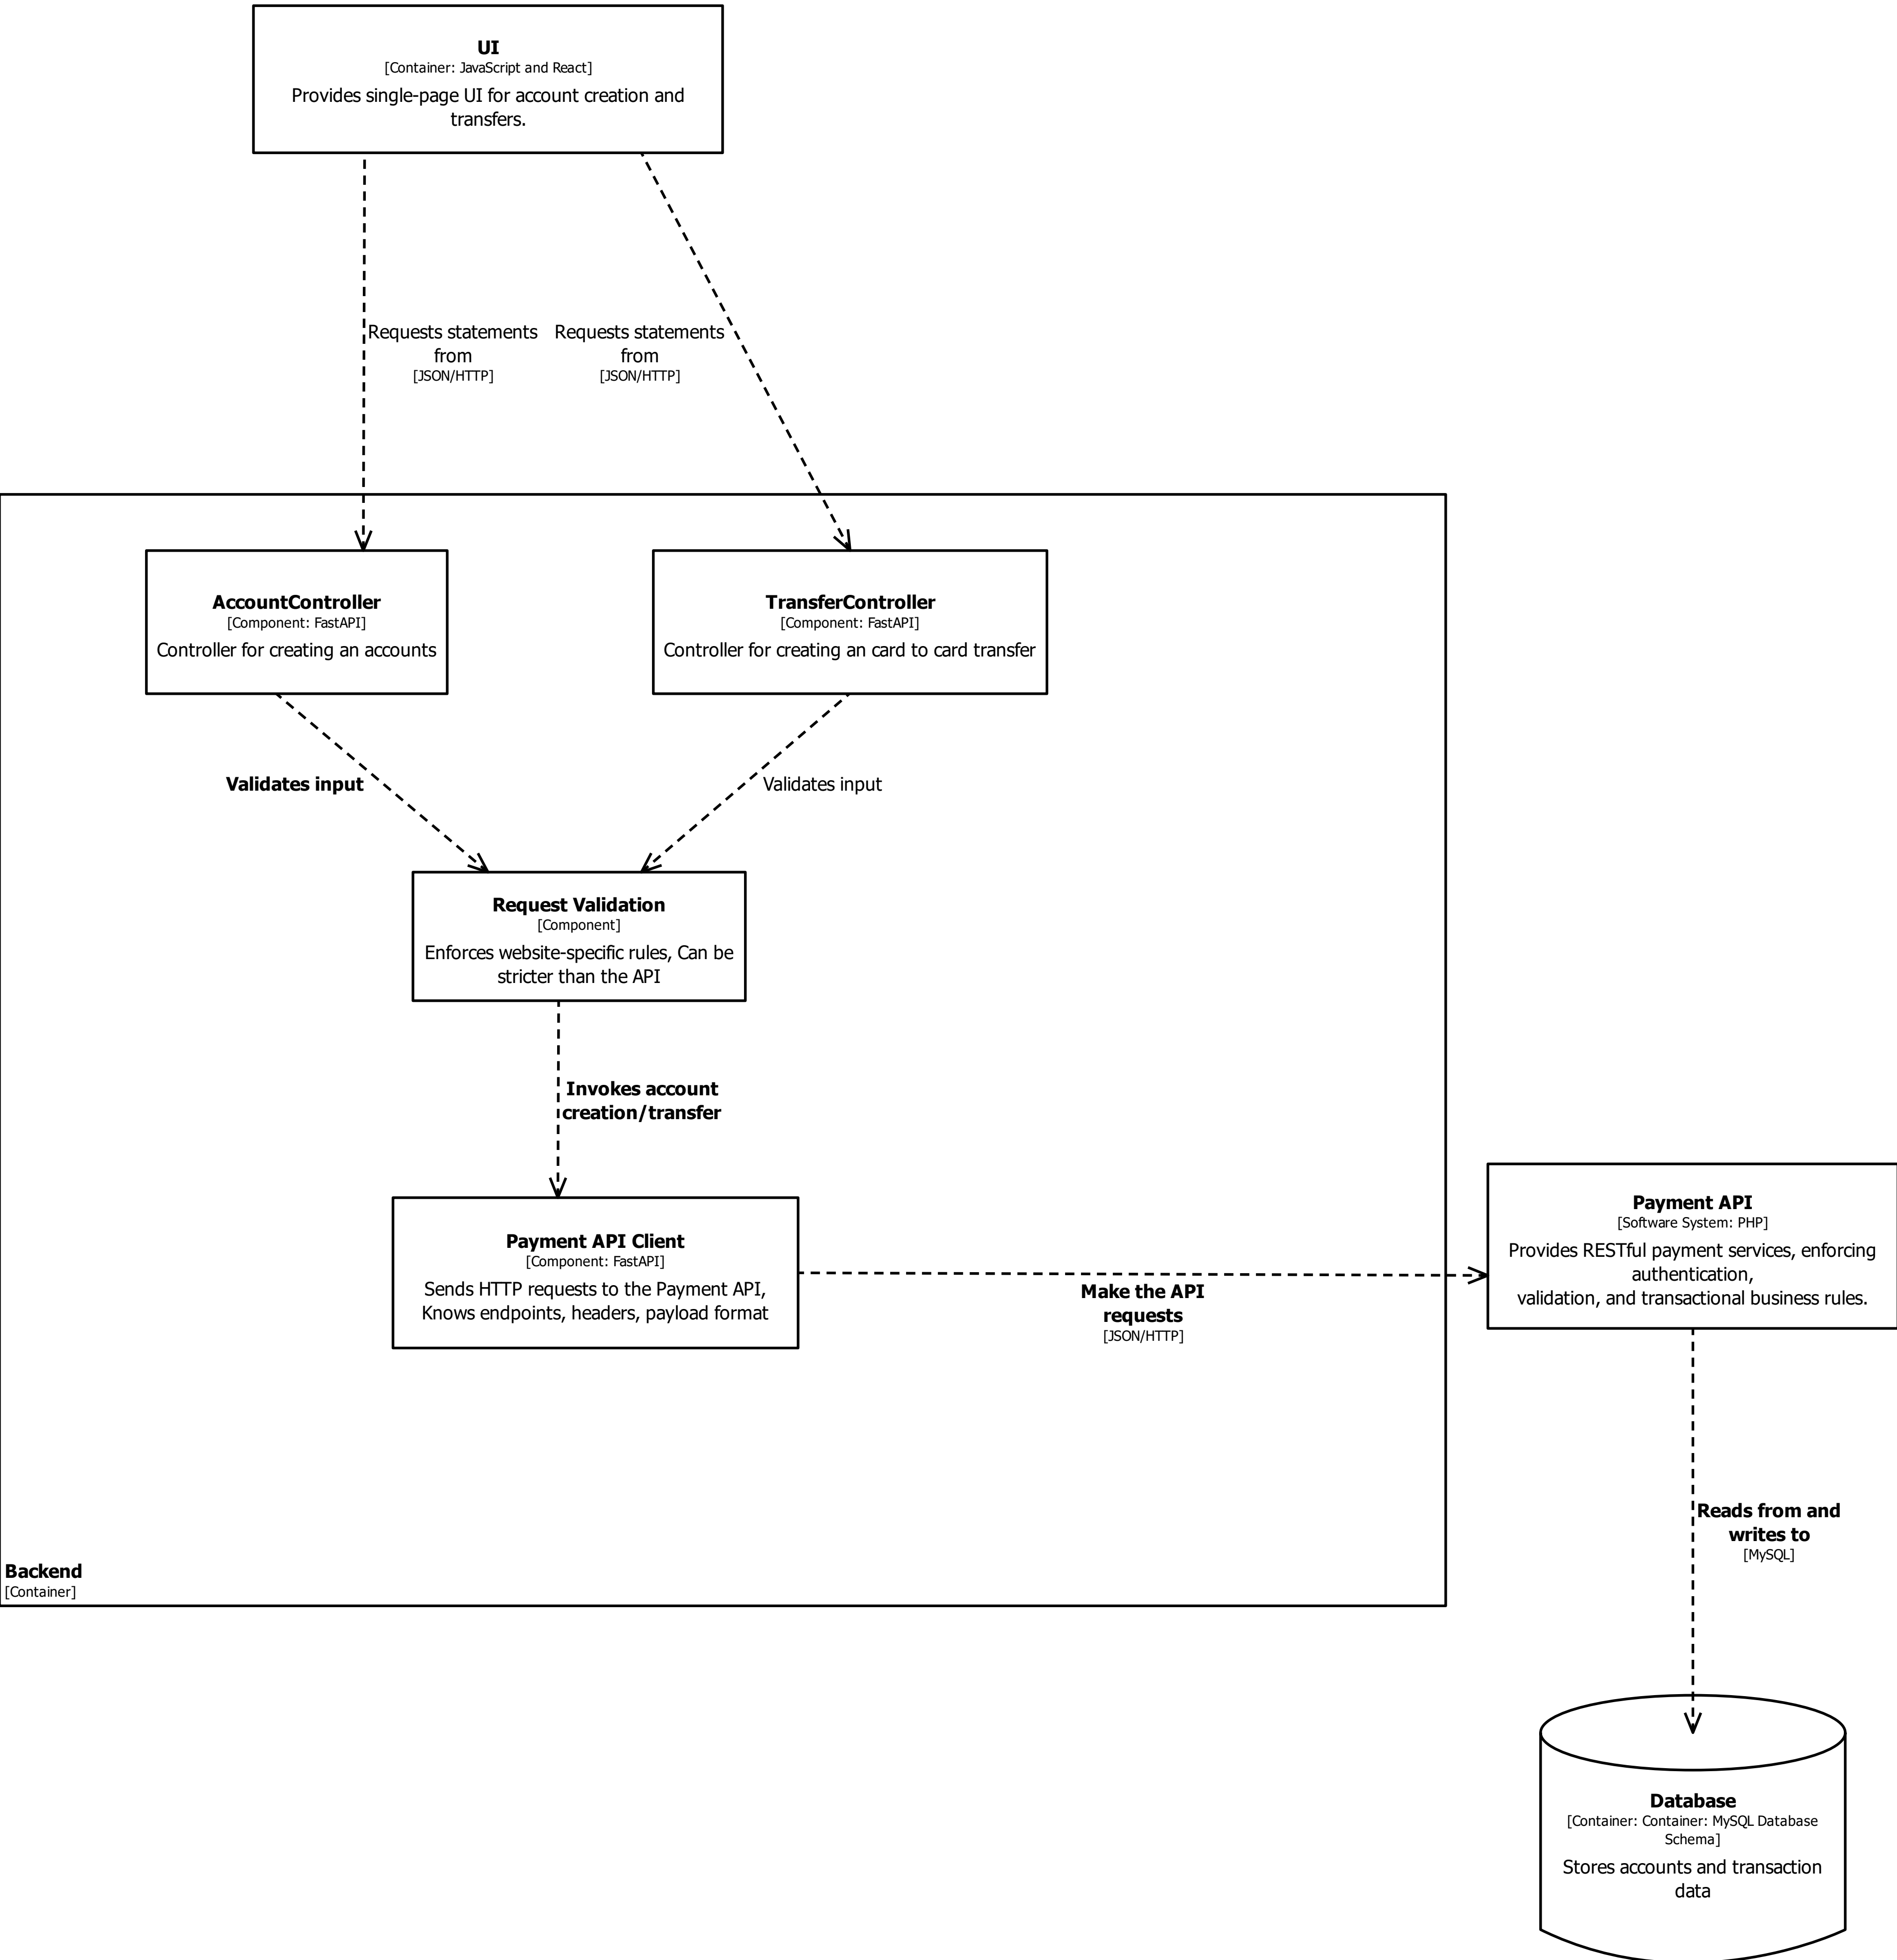 UI
[Container: JavaScript and React]
Provides single-page UI for account creation and
transfers.
Requests statements
from
[JSON/HTTP]
Requests statements
from
[JSON/HTTP]
AccountController
[Component: FastAPI]
Controller for creating an accounts
TransferController
[Component: FastAPI]
Controller for creating an card to card transfer
Validates input
Validates input
Request Validation
[Component]
Enforces website-specific rules, Can be
stricter than the API
Invokes account
creation/transfer
Payment API Client
[Component: FastAPI]
Sends HTTP requests to the Payment API,
Knows endpoints, headers, payload format
Make the API
requests
[JSON/HTTP]
Payment API
[Software System: PHP]
Provides RESTful payment services, enforcing
authentication,
validation, and transactional business rules.
Reads from and
writes to
[MySQL]
Backend
[Container]
Database
[Container: Container: MySQL Database
Schema]
Stores accounts and transaction
data